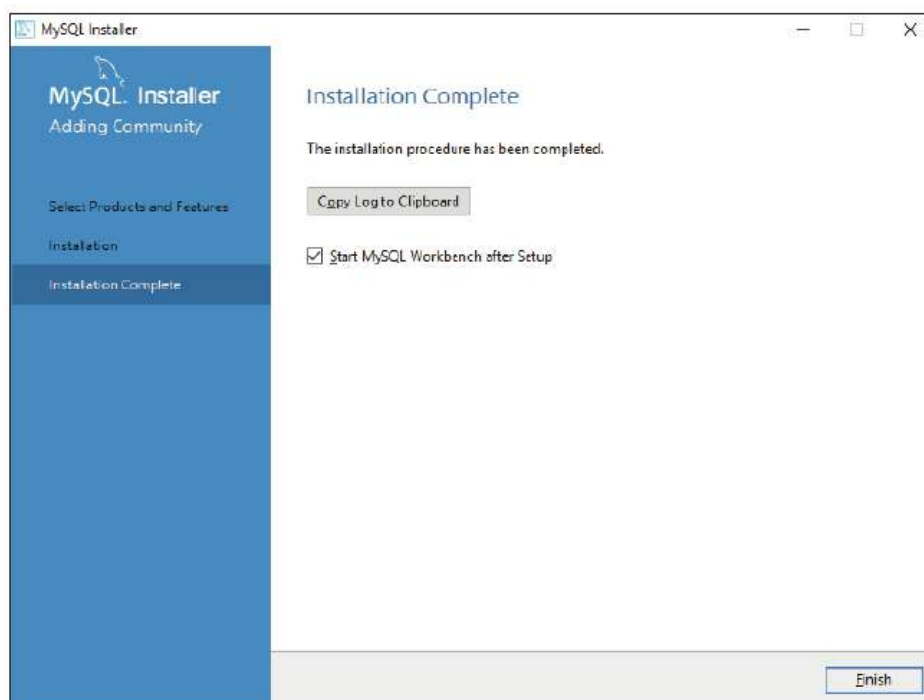 MySQL Installer
MySQL. Installer
Adding Community
Select Products and Features
Installation
Installation Complete
Installation Complete
The installation procedure has been completed.
Copy Log to Clipboard
Start MySQL Workbench after Setup
Finish